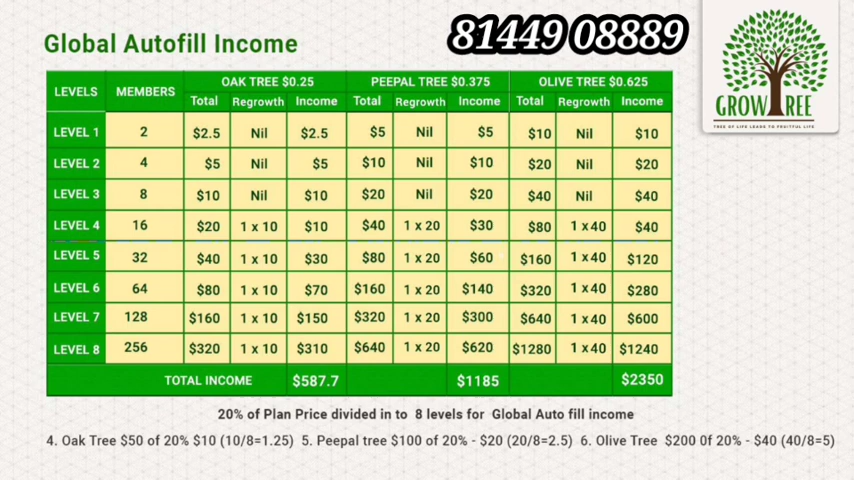 Global Autofill Income
81449 08889
GROWTREE
TREE OF LIFE LEADS TO FRUITFUL LIFE
LEVELS MEMBERS OAK TREE $0.25 PEEPAL TREE $0.375 OLIVE TREE $0.625
Total Regrowth Income Total Regrowth Income Total Regrowth Income
LEVEL 1 2 $2.5 Nil $2.5 $5 Nil $5 $10 Nil $10
LEVEL 2 4 $5 Nil $5 $10 Nil $10 $20 Nil $20
LEVEL 3 8 $10 Nil $10 $20 Nil $20 $40 Nil $40
LEVEL 4 16 $20 1 x 10 $10 $40 1 x 20 $30 $80 1 x 40 $40
LEVEL 5 32 $40 1 x 10 $30 $80 1 x 20 $60 $160 1 x 40 $120
LEVEL 6 64 $80 1 x 10 $70 $160 1 x 20 $140 $320 1 x 40 $280
LEVEL 7 128 $160 1 x 10 $150 $320 1 x 20 $300 $640 1 x 40 $600
LEVEL 8 256 $320 1 x 10 $310 $640 1 x 20 $620 $1280 1 x 40 $1240
TOTAL INCOME $587.7 $1185 $2350
20% of Plan Price divided in to 8 levels for Global Auto fill income
4. Oak Tree $50 of 20% $10 (10/8=1.25) 5. Peepal tree $100 of 20% - $20 (20/8=2.5) 6. Olive Tree $200 0f 20% - $40 (40/8=5)